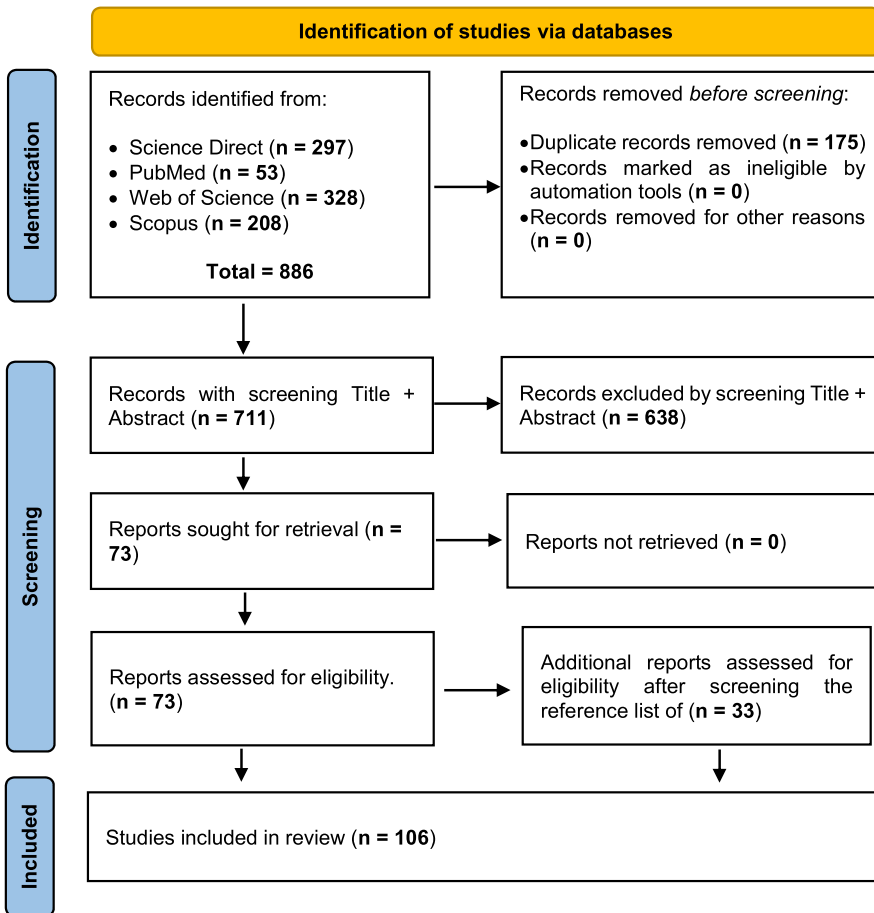 Identification of studies via databases
Identification
Records identified from:
• Science Direct (n = 297)
• PubMed (n = 53)
• Web of Science (n = 328)
• Scopus (n = 208)
Total = 886
Records removed before screening:
•Duplicate records removed (n = 175)
•Records marked as ineligible by
automation tools (n = 0)
•Records removed for other reasons
(n = 0)
Screening
Records with screening Title +
Abstract (n = 711)
Records excluded by screening Title +
Abstract (n = 638)
Reports sought for retrieval (n =
73)
Reports not retrieved (n = 0)
Reports assessed for eligibility.
(n = 73)
Additional reports assessed for
eligibility after screening the
reference list of (n = 33)
Included
Studies included in review (n = 106)